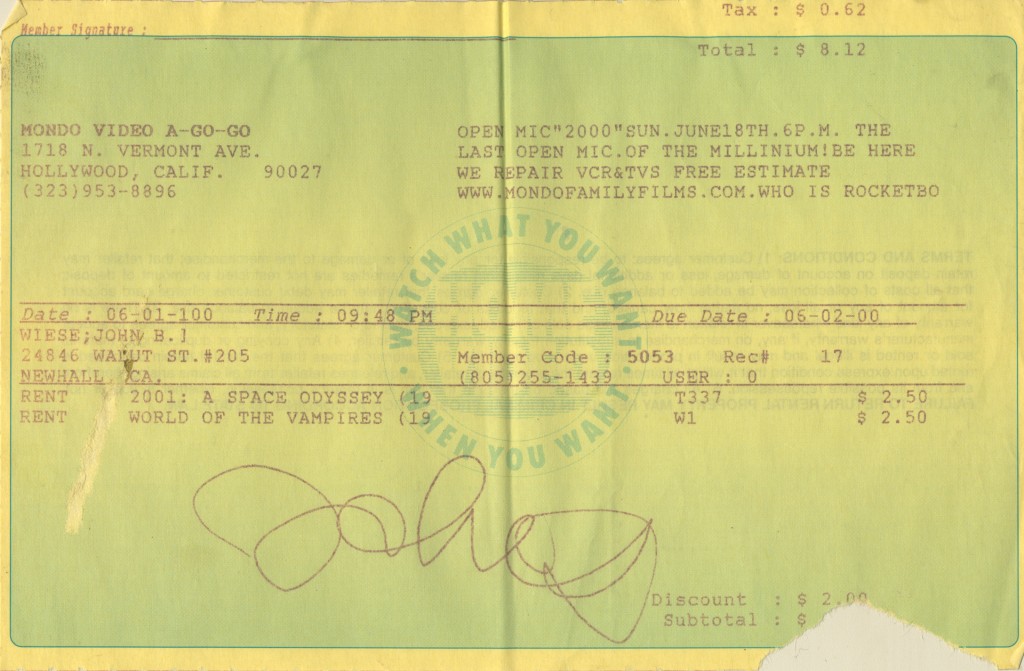 Tax : $ 0.62
Member Signature :
Total : $ 8.12
MONDO VIDEO A-GO-GO
1718 N. VERMONT AVE.
HOLLYWOOD, CALIF. 90027
(323)953-8896
OPEN MIC"2000"SUN.JUNE18TH.6P.M. THE
LAST OPEN MIC.OF THE MILLINIUM!BE HERE
WE REPAIR VCR&TVS FREE ESTIMATE
WWW.MONDOFAMILYFILMS.COM.WHO IS ROCKETBO
WATCH WHAT YOU WANT
WHEN YOU WANT
Date : 06-01-100 Time : 09:48 PM Due Date : 06-02-00
WIESE;JOHN B.]
24846 WALUT ST.#205 Member Code : 5053 Rec# 17
NEWHALL, CA. (805)255-1439 USER : 0
RENT 2001: A SPACE ODYSSEY (19 T337 $ 2.50
RENT WORLD OF THE VAMPIRES (19 W1 $ 2.50
Discount : $ 2.00
Subtotal : $